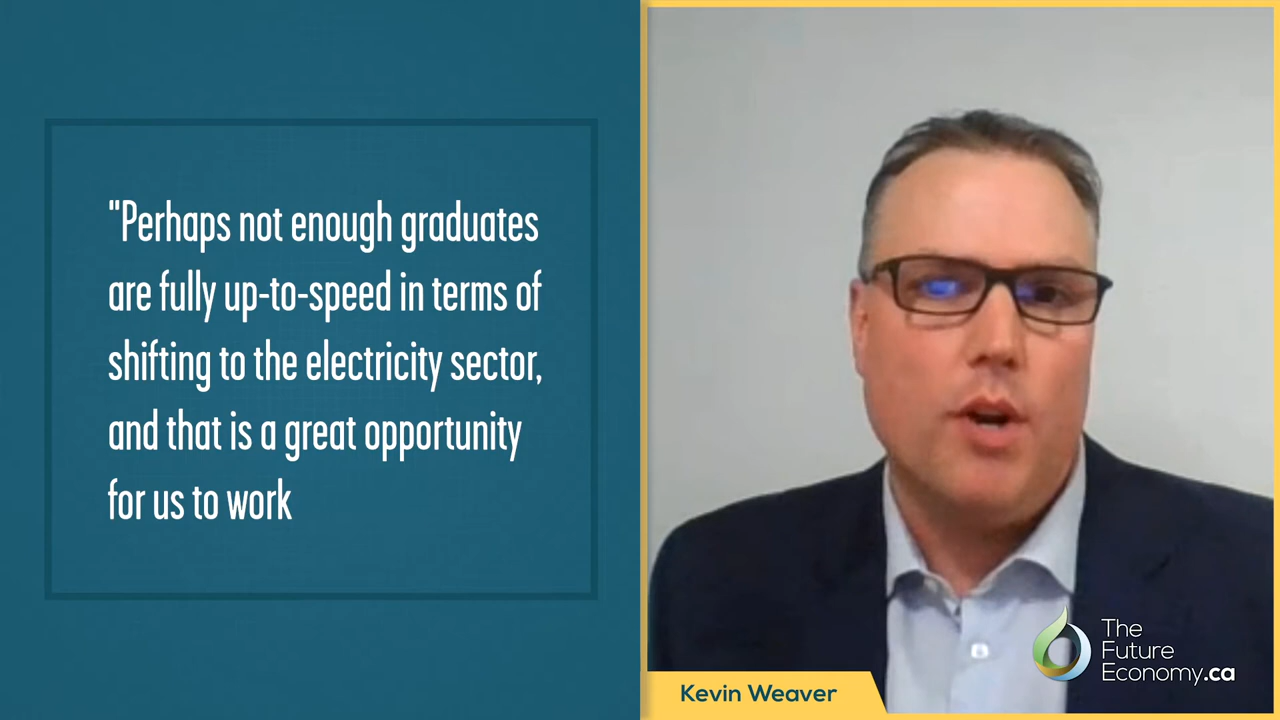 "Perhaps not enough graduates
are fully up-to-speed in terms of
shifting to the electricity sector,
and that is a great opportunity
for us to work
Kevin Weaver
The
Future
Economy.ca